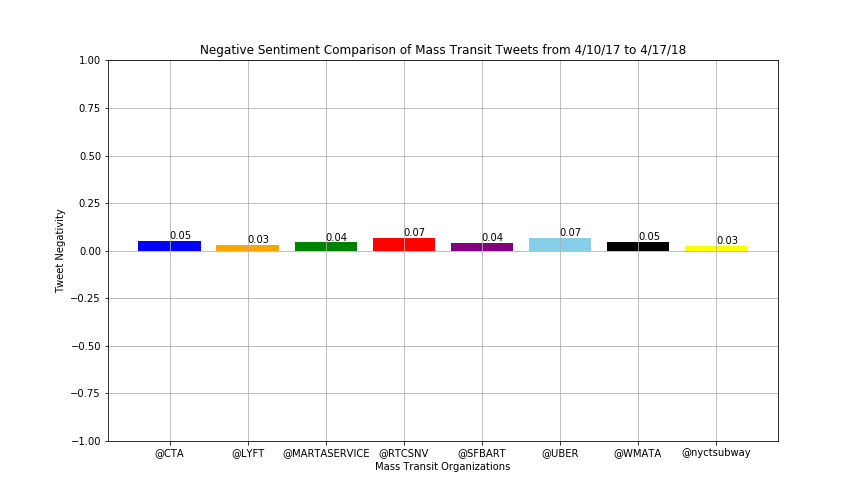 Negative Sentiment Comparison of Mass Transit Tweets from 4/10/17 to 4/17/18
1.00
0.75
0.50
0.25
0.00
−0.25
−0.50
−0.75
−1.00
Tweet Negativity
0.05 0.03 0.04 0.07 0.04 0.07 0.05 0.03
@CTA @LYFT @MARTASERVICE @RTCSNV @SFBART @UBER @WMATA @nyctsubway
Mass Transit Organizations